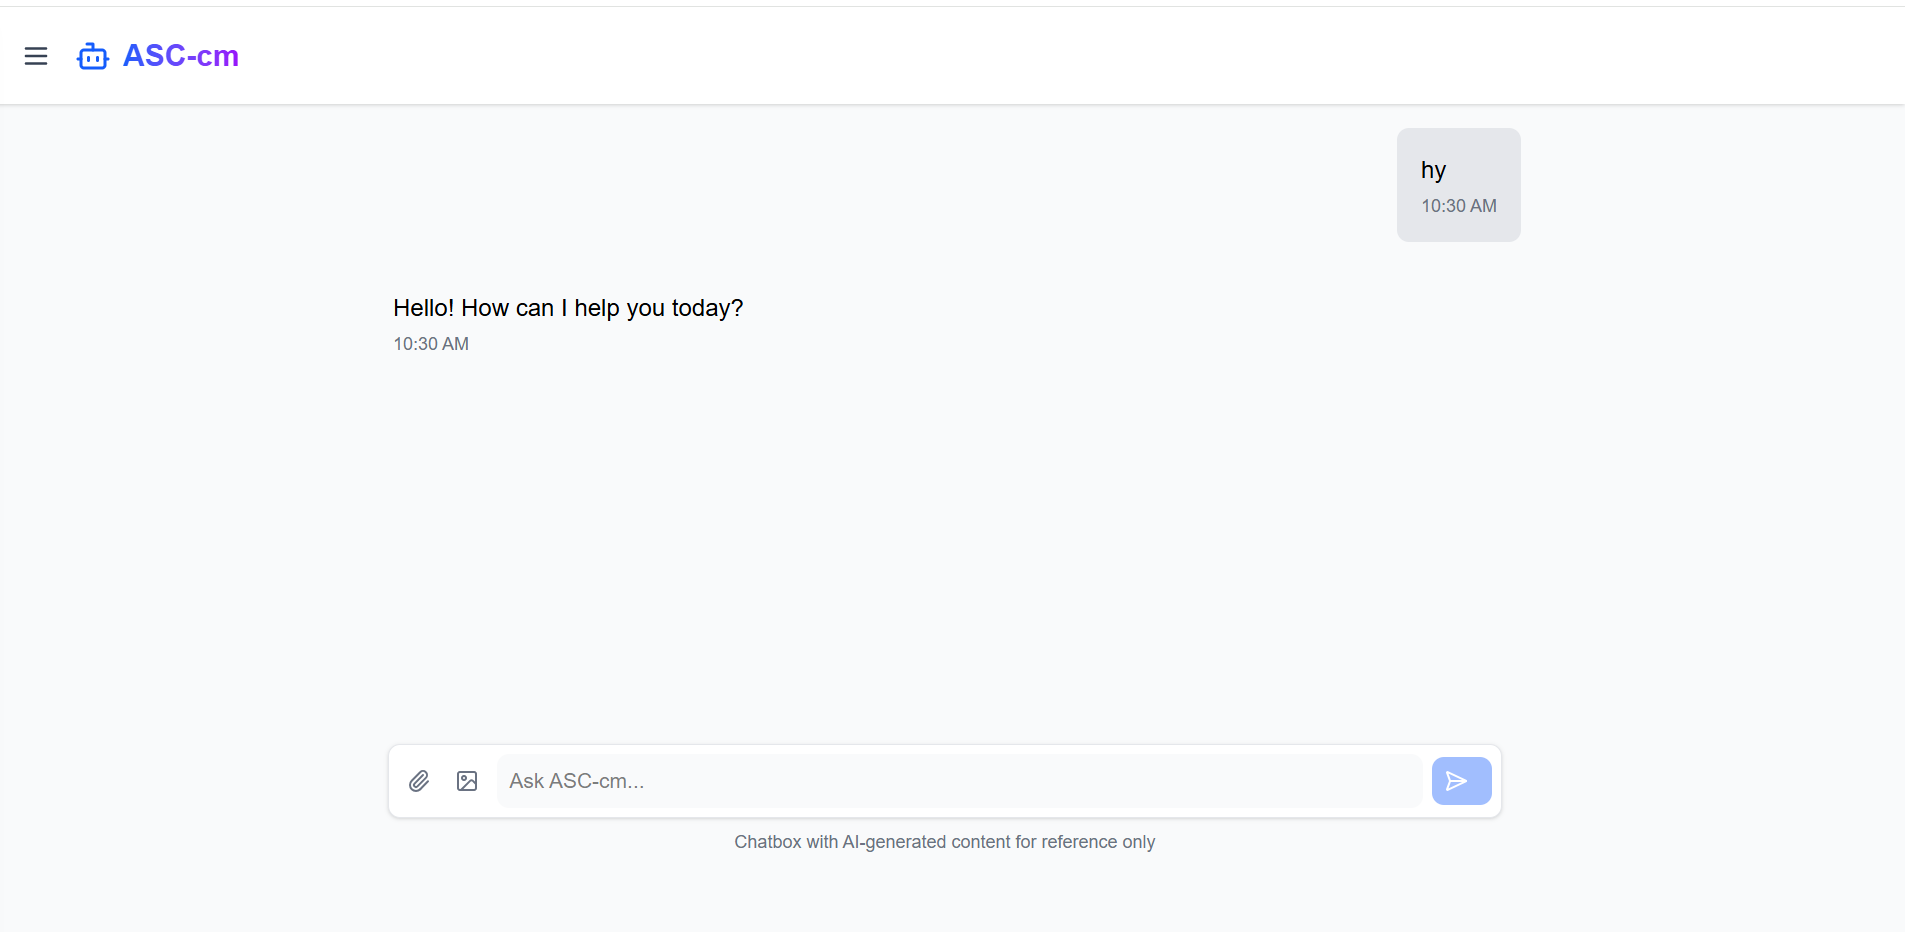 ASC-cm
hy
10:30 AM
Hello! How can I help you today?
10:30 AM
Ask ASC-cm...
Chatbox with AI-generated content for reference only